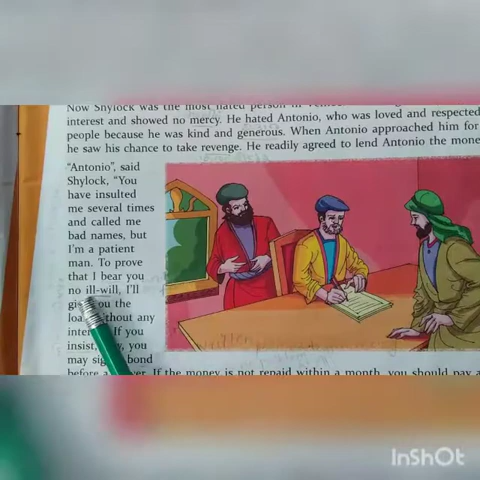 Now Shylock was the most hated person in
interest and showed no mercy. He hated Antonio, who was loved and respected
people because he was kind and generous. When Antonio approached him for
he saw his chance to take revenge. He readily agreed to lend Antonio the mone
"Antonio", said
Shylock, "You
have insulted
me several times
and called me
bad names, but
I'm a patient
man. To prove
that I bear you
no ill-will, I'll
you the
without any
If you
insist, you
may sig bond
before a If the money is not repaid within a month, you should pay a
InShOt